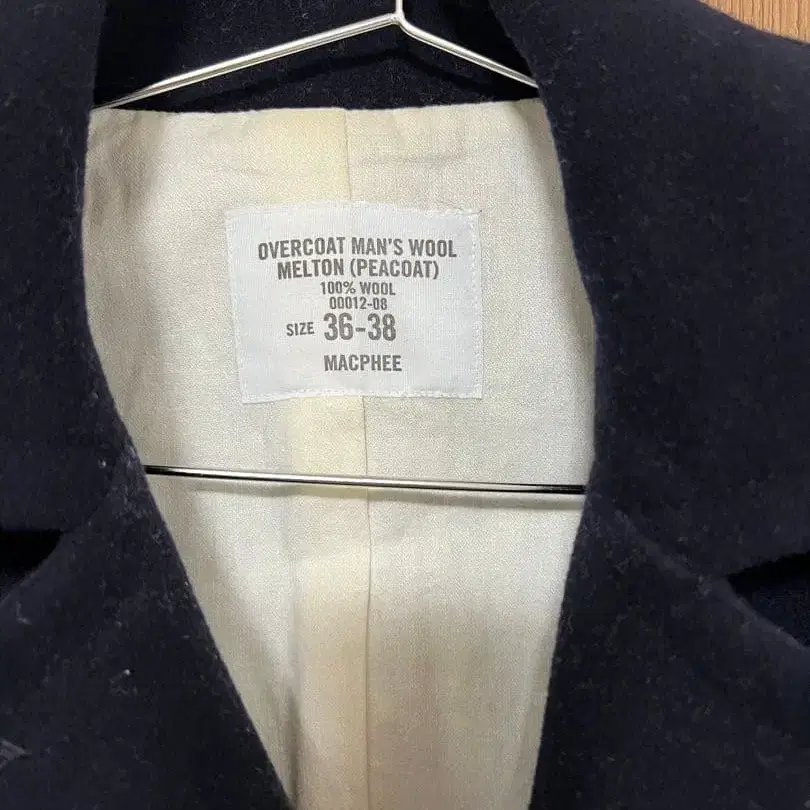 OVERCOAT MAN'S WOOL
MELTON (PEACOAT)
100% WOOL
00012-08
SIZE 36-38
MACPHEE